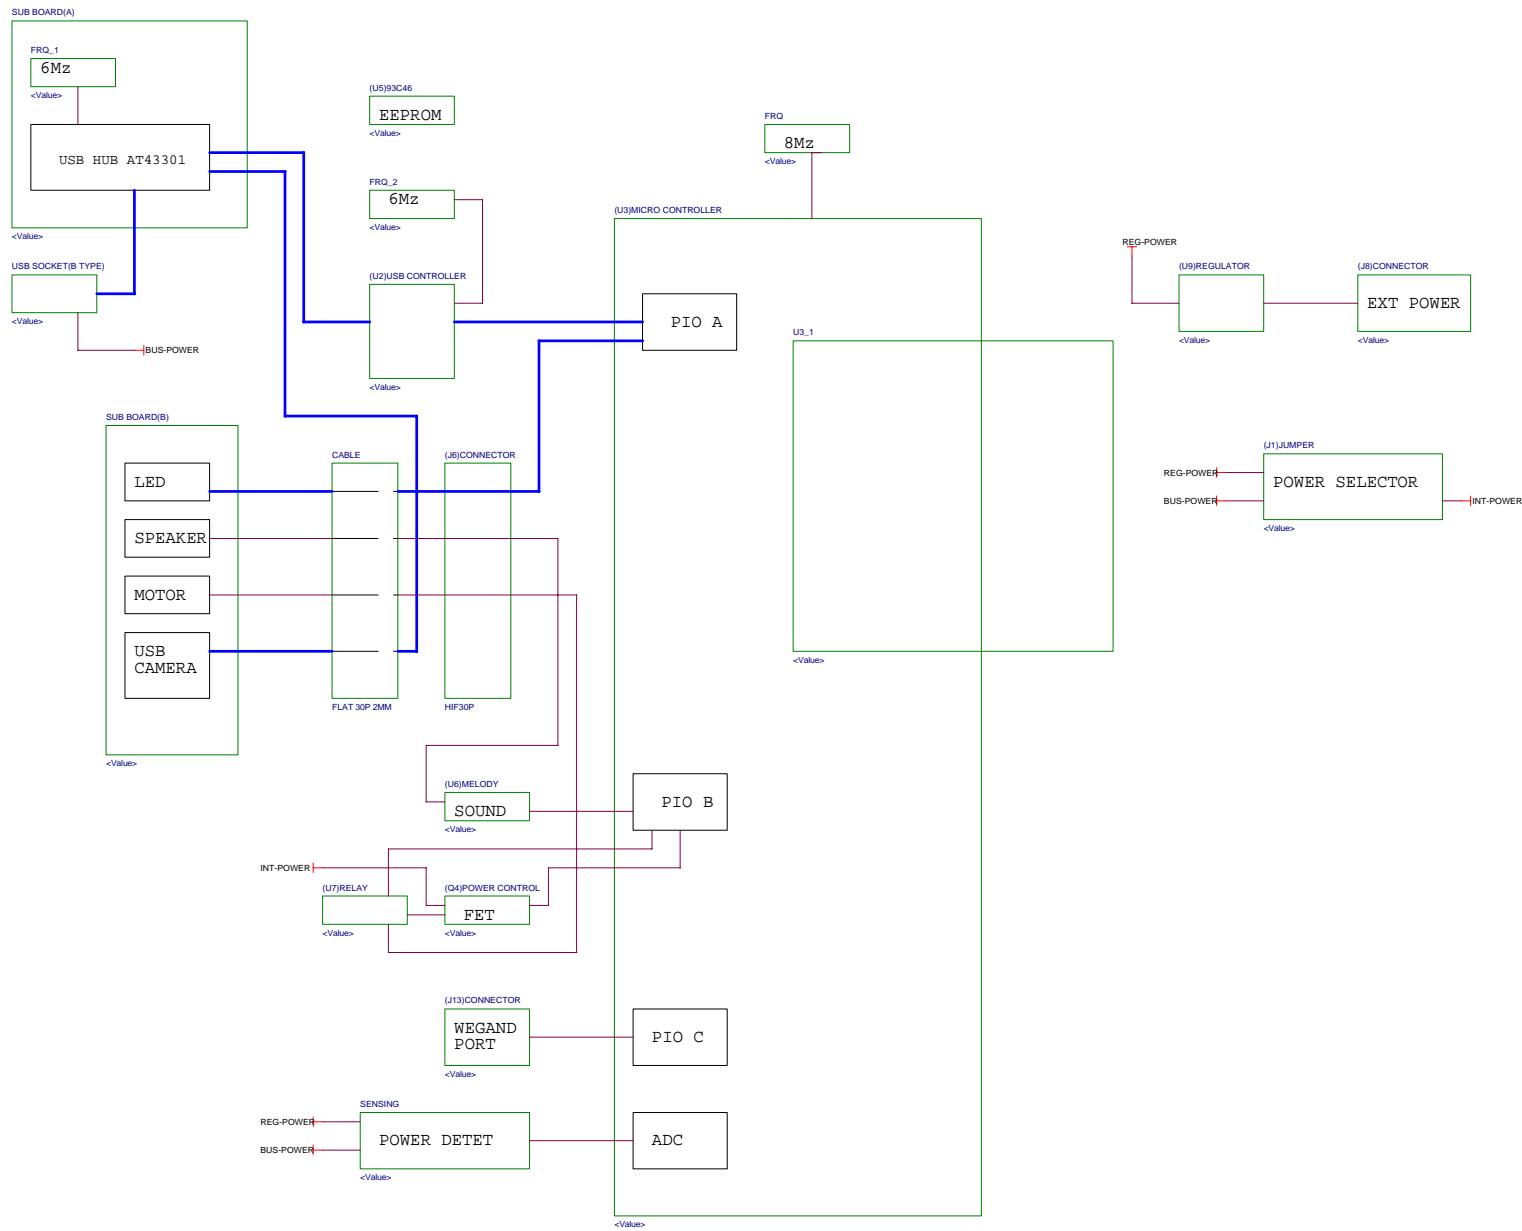 SUB BOARD(A)
FRQ_1
6Mz
<Value>
USB HUB AT43301
<Value>
USB SOCKET(B TYPE)
<Value>
BUS-POWER
(U5)93C46
EEPROM
<Value>
FRQ_2
6Mz
<Value>
(U2)USB CONTROLLER
<Value>
FRQ
8Mz
<Value>
(U3)MICRO CONTROLLER
PIO A
U3_1
<Value>
REG-POWER
(U9)REGULATOR
<Value>
(J8)CONNECTOR
EXT POWER
<Value>
(J1)JUMPER
REG-POWER
POWER SELECTOR
BUS-POWER
INT-POWER
<Value>
SUB BOARD(B)
LED
SPEAKER
MOTOR
USB
CAMERA
<Value>
CABLE
FLAT 30P 2MM
(J6)CONNECTOR
HIF30P
(U6)MELODY
SOUND
<Value>
PIO B
INT-POWER
(U7)RELAY
<Value>
(Q4)POWER CONTROL
FET
<Value>
(J13)CONNECTOR
WEGAND
PORT
<Value>
PIO C
SENSING
REG-POWER
POWER DETET
BUS-POWER
<Value>
ADC
<Value>